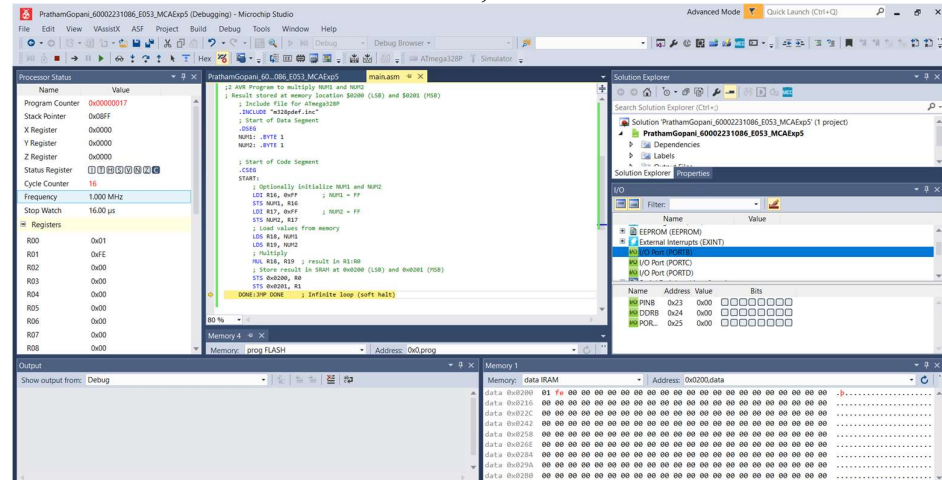 PrathamGopani_60002231086_E053_MCAExp5 (Debugging) - Microchip Studio
Advanced Mode
Quick Launch (Ctrl+Q)
File Edit View VAssistX ASF Project Build Debug Tools Window Help
Debug Debug Browser
Hex ATmega328P Simulator
Processor Status
Name Value
Program Counter 0x00000017
Stack Pointer 0x08FF
X Register 0x0000
Y Register 0x0000
Z Register 0x0000
Status Register I T H S V N Z C
Cycle Counter 16
Frequency 1.000 MHz
Stop Watch 16.00 µs
Registers
R00 0x01
R01 0xFE
R02 0x00
R03 0x00
R04 0x00
R05 0x00
R06 0x00
R07 0x00
R08 0x00
PrathamGopani_60...086_E053_MCAExp5 main.asm
;2 AVR Program to multiply NUM1 and NUM2
; Result stored at memory location $0200 (LSB) and $0201 (MSB)
; Include file for ATmega328P
.INCLUDE "m328pdef.inc"
; Start of Data Segment
.DSEG
NUM1: .BYTE 1
NUM2: .BYTE 1
; Start of Code Segment
.CSEG
START:
; Optionally initialize NUM1 and NUM2
LDI R16, 0xFF ; NUM1 = FF
STS NUM1, R16
LDI R17, 0xFF ; NUM2 = FF
STS NUM2, R17
; Load values from memory
LDS R18, NUM1
LDS R19, NUM2
; Multiply
MUL R18, R19 ; result in R1:R0
; Store result in SRAM at 0x0200 (LSB) and 0x0201 (MSB)
STS 0x0200, R0
STS 0x0201, R1
DONE:JMP DONE ; Infinite loop (soft halt)
80 %
Memory 4
Memory: prog FLASH Address: 0x0,prog
Solution Explorer
Search Solution Explorer (Ctrl+;)
Solution 'PrathamGopani_60002231086_E053_MCAExp5' (1 project)
PrathamGopani_60002231086_E053_MCAExp5
Dependencies
Labels
Output Files
Solution Explorer Properties
I/O
Filter:
Name Value
EEPROM (EEPROM)
External Interrupts (EXINT)
I/O Port (PORTB)
I/O Port (PORTC)
I/O Port (PORTD)
Name Address Value Bits
PINB 0x23 0x00
DDRB 0x24 0x00
POR... 0x25 0x00
Output
Show output from: Debug
Memory 1
Memory: data IRAM Address: 0x0200,data
data 0x0200 01 fe 00 00 00 00 00 00 00 00 00 00 00 00 00 00 00 00 00 00 00 00 .þ....................
data 0x0216 00 00 00 00 00 00 00 00 00 00 00 00 00 00 00 00 00 00 00 00 00 00 ......................
data 0x022C 00 00 00 00 00 00 00 00 00 00 00 00 00 00 00 00 00 00 00 00 00 00 ......................
data 0x0242 00 00 00 00 00 00 00 00 00 00 00 00 00 00 00 00 00 00 00 00 00 00 ......................
data 0x0258 00 00 00 00 00 00 00 00 00 00 00 00 00 00 00 00 00 00 00 00 00 00 ......................
data 0x026E 00 00 00 00 00 00 00 00 00 00 00 00 00 00 00 00 00 00 00 00 00 00 ......................
data 0x0284 00 00 00 00 00 00 00 00 00 00 00 00 00 00 00 00 00 00 00 00 00 00 ......................
data 0x029A 00 00 00 00 00 00 00 00 00 00 00 00 00 00 00 00 00 00 00 00 00 00 ......................
data 0x02B0 00 00 00 00 00 00 00 00 00 00 00 00 00 00 00 00 00 00 00 00 00 00 ......................